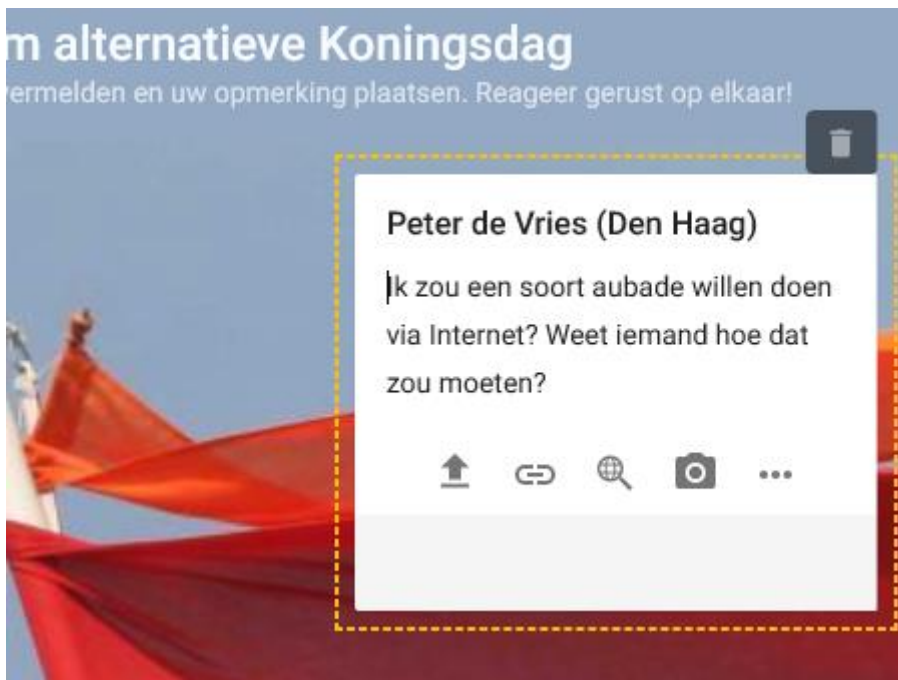 m alternatieve Koningsdag
vermelden en uw opmerking plaatsen. Reageer gerust op elkaar!
Peter de Vries (Den Haag)
Ik zou een soort aubade willen doen
via Internet? Weet iemand hoe dat
zou moeten?